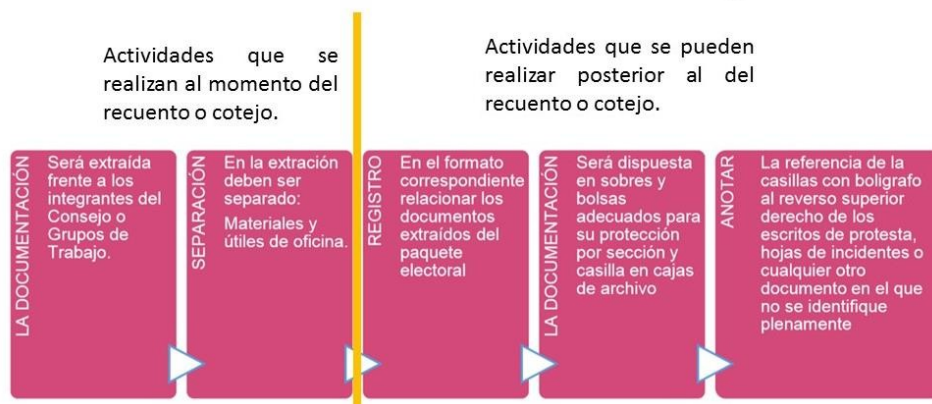 Actividades que se
realizan al momento del
recuento o cotejo.
Actividades que se pueden
realizar posterior al del
recuento o cotejo.
LA DOCUMENTACIÓN
Será extraída
frente a los
integrantes del
Consejo o
Grupos de
Trabajo.
SEPARACIÓN
En la extración
deben ser
separado:
Materiales y
útiles de oficina.
REGISTRO
En el formato
correspondiente
relacionar los
documentos
extraídos del
paquete
electoral
LA DOCUMENTACIÓN
Será dispuesta
en sobres y
bolsas
adecuados para
su protección
por sección y
casilla en cajas
de archivo
ANOTAR
La referencia de la
casillas con boligrafo
al reverso superior
derecho de los
escritos de protesta,
hojas de incidentes o
cualquier otro
documento en el que
no se identifique
plenamente